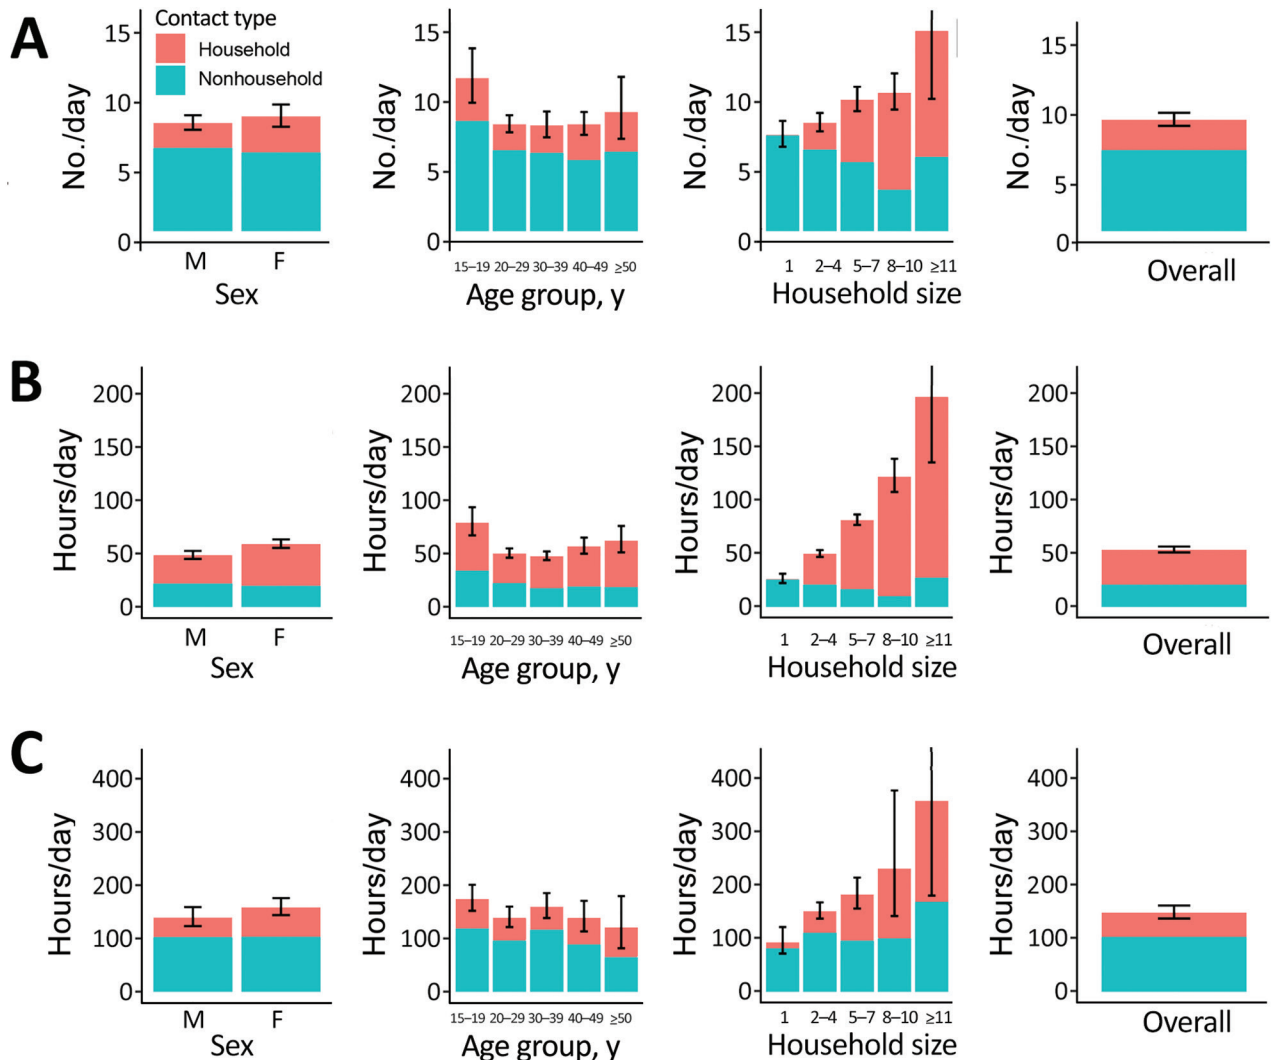 A
No./day
15
10
5
0
Contact type
Household
Nonhousehold
M F
Sex
No./day
15
10
5
0
15–19 20–29 30–39 40–49 ≥50
Age group, y
No./day
15
10
5
0
1 2–4 5–7 8–10 ≥11
Household size
No./day
15
10
5
0
Overall
B
Hours/day
200
150
100
50
0
M F
Sex
Hours/day
200
150
100
50
0
15–19 20–29 30–39 40–49 ≥50
Age group, y
Hours/day
200
150
100
50
0
1 2–4 5–7 8–10 ≥11
Household size
Hours/day
200
150
100
50
0
Overall
C
Hours/day
400
300
200
100
0
M F
Sex
Hours/day
400
300
200
100
0
15–19 20–29 30–39 40–49 ≥50
Age group, y
Hours/day
400
300
200
100
0
1 2–4 5–7 8–10 ≥11
Household size
Hours/day
400
300
200
100
0
Overall